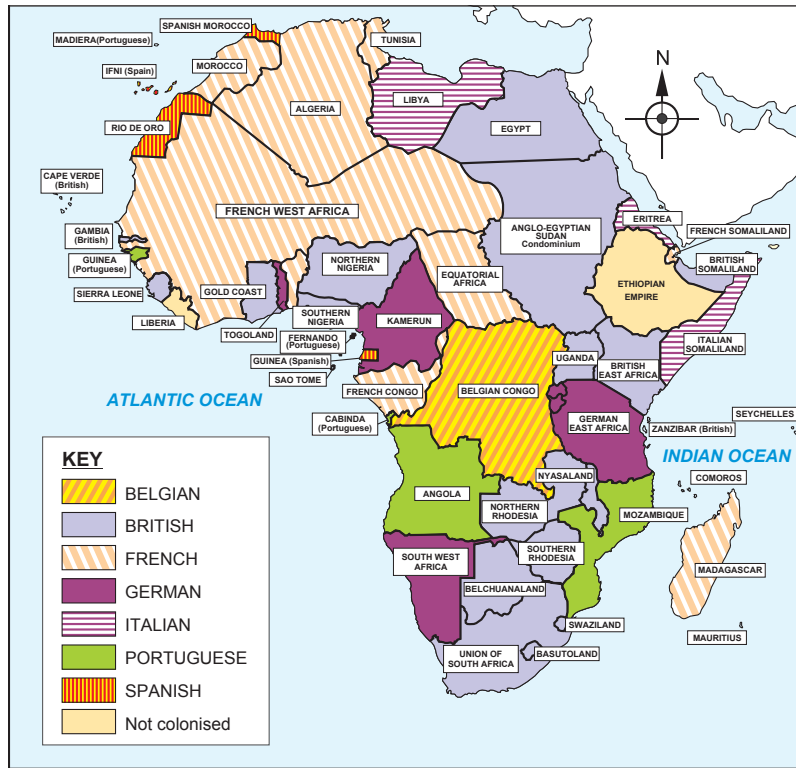 SPANISH MOROCCO
MADIERA(Portuguese)
TUNISIA
MOROCCO
IFNI (Spain)
N
LIBYA
ALGERIA
RIO DE ORO
EGYPT
CAPE VERDE
(British)
FRENCH WEST AFRICA
ERITREA
GAMBIA
(British)
ANGLO-EGYPTIAN
SUDAN
Condominium
FRENCH SOMALILAND
GUINEA
(Portuguese)
NORTHERN
NIGERIA
BRITISH
SOMALILAND
EQUATORIAL
AFRICA
ETHIOPIAN
EMPIRE
SIERRA LEONE
GOLD COAST
LIBERIA
SOUTHERN
NIGERIA
KAMERUN
TOGOLAND
FERNANDO
(Portuguese)
ITALIAN
SOMALILAND
GUINEA (Spanish)
UGANDA
BRITISH
EAST AFRICA
SAO TOME
FRENCH CONGO
BELGIAN CONGO
ATLANTIC OCEAN
CABINDA
(Portuguese)
GERMAN
EAST AFRICA
SEYCHELLES
ZANZIBAR (British)
INDIAN OCEAN
KEY
BELGIAN
BRITISH
FRENCH
GERMAN
ITALIAN
PORTUGUESE
SPANISH
Not colonised
NYASALAND
COMOROS
ANGOLA
NORTHERN
RHODESIA
MOZAMBIQUE
SOUTH WEST
AFRICA
SOUTHERN
RHODESIA
MADAGASCAR
BELCHUANALAND
SWAZILAND
MAURITIUS
UNION OF
SOUTH AFRICA
BASUTOLAND